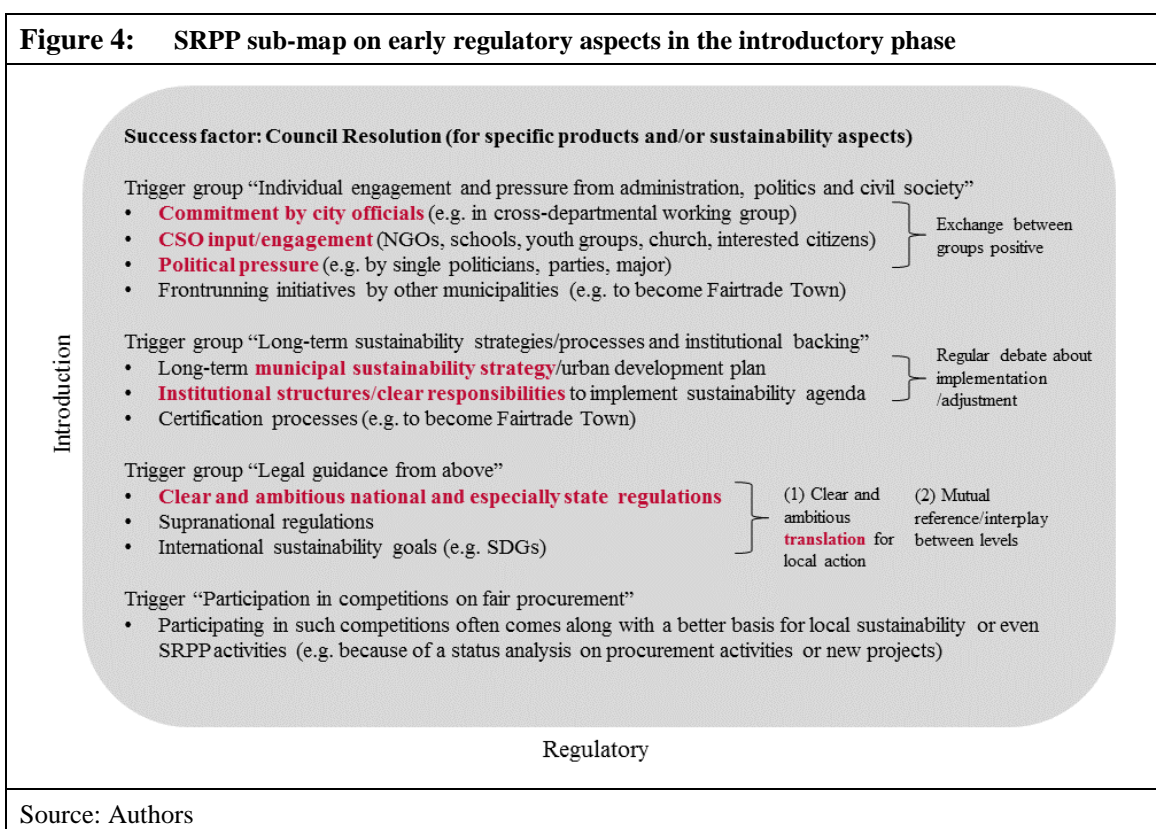 Figure 4: SRPP sub-map on early regulatory aspects in the introductory phase
Success factor: Council Resolution (for specific products and/or sustainability aspects)
Trigger group “Individual engagement and pressure from administration, politics and civil society”
• Commitment by city officials (e.g. in cross-departmental working group)
• CSO input/engagement (NGOs, schools, youth groups, church, interested citizens)
• Political pressure (e.g. by single politicians, parties, major)
• Frontrunning initiatives by other municipalities (e.g. to become Fairtrade Town)
Exchange between
groups positive
Trigger group “Long-term sustainability strategies/processes and institutional backing”
• Long-term municipal sustainability strategy/urban development plan
• Institutional structures/clear responsibilities to implement sustainability agenda
• Certification processes (e.g. to become Fairtrade Town)
Regular debate about
implementation
/adjustment
Trigger group “Legal guidance from above”
• Clear and ambitious national and especially state regulations
• Supranational regulations
• International sustainability goals (e.g. SDGs)
(1) Clear and
ambitious
translation for
local action
(2) Mutual
reference/interplay
between levels
Trigger “Participation in competitions on fair procurement”
• Participating in such competitions often comes along with a better basis for local sustainability or even
SRPP activities (e.g. because of a status analysis on procurement activities or new projects)
Introduction
Regulatory
Source: Authors